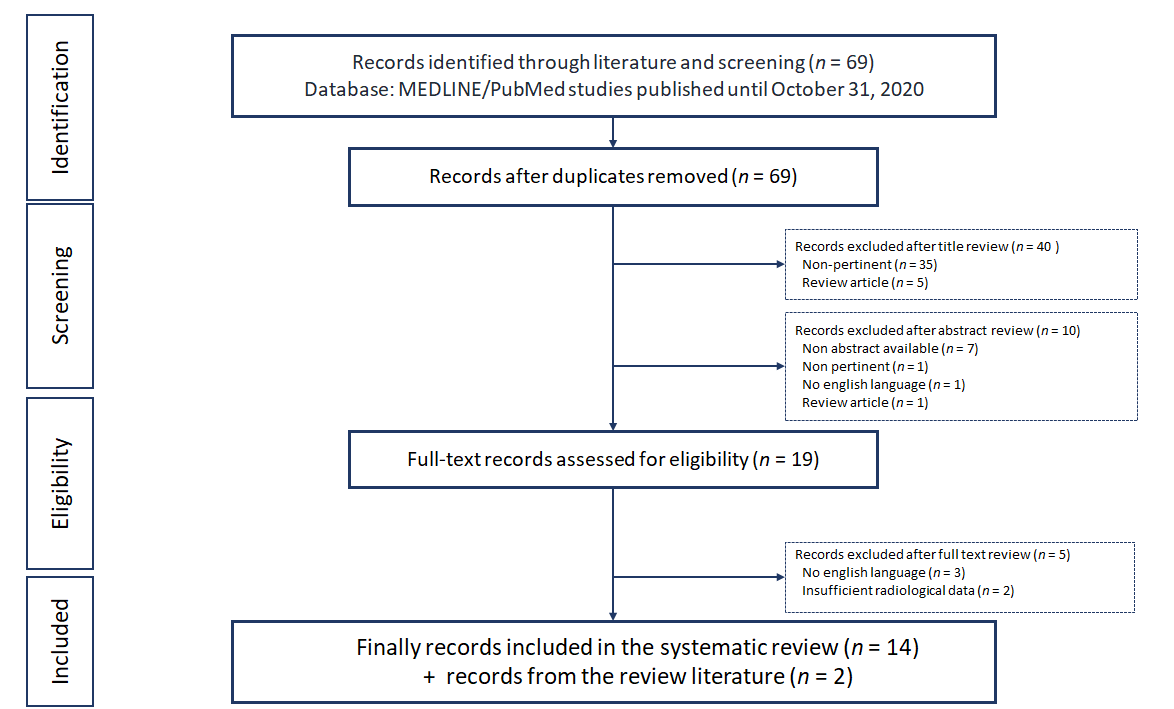 Identification
Records identified through literature and screening (n = 69)
Database: MEDLINE/PubMed studies published until October 31, 2020
Records after duplicates removed (n = 69)
Screening
Records excluded after title review (n = 40 )
Non-pertinent (n = 35)
Review article (n = 5)
Records excluded after abstract review (n = 10)
Non abstract available (n = 7)
Non pertinent (n = 1)
No english language (n = 1)
Review article (n = 1)
Eligibility
Full-text records assessed for eligibility (n = 19)
Records excluded after full text review (n = 5)
No english language (n = 3)
Insufficient radiological data (n = 2)
Included
Finally records included in the systematic review (n = 14)
+ records from the review literature (n = 2)